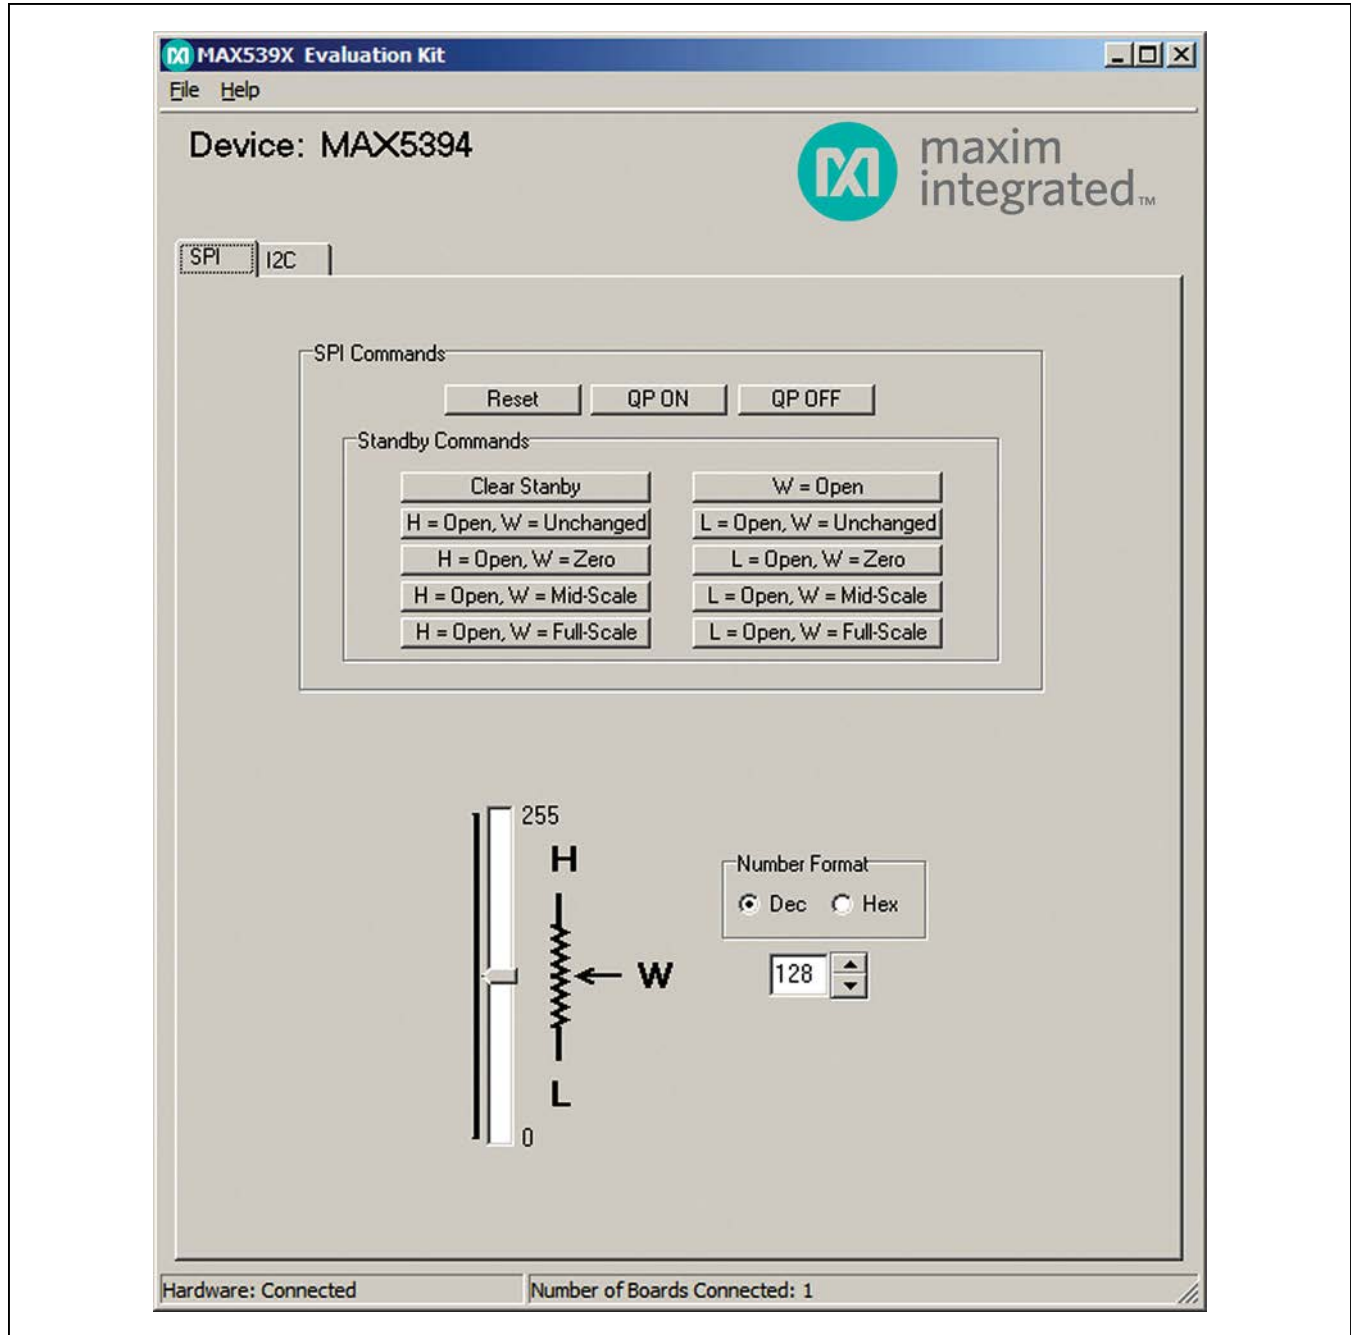 MAX539X Evaluation Kit
File Help
Device: MAX5394
maxim
integrated™
SPI I2C
SPI Commands
Reset QP ON QP OFF
Standby Commands
Clear Stanby W = Open
H = Open, W = Unchanged L = Open, W = Unchanged
H = Open, W = Zero L = Open, W = Zero
H = Open, W = Mid-Scale L = Open, W = Mid-Scale
H = Open, W = Full-Scale L = Open, W = Full-Scale
255
H
Number Format
Dec Hex
W
128
L
0
Hardware: Connected Number of Boards Connected: 1